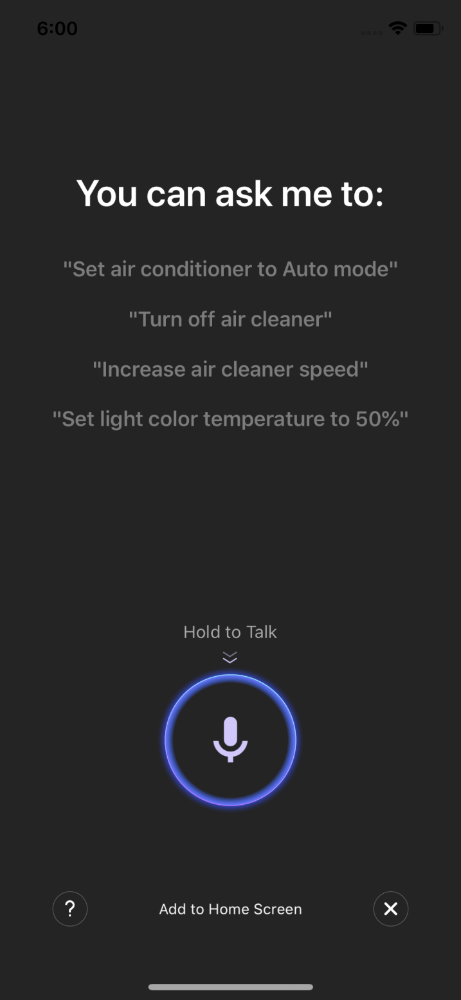 6:00
You can ask me to:
"Set air conditioner to Auto mode"
"Turn off air cleaner"
"Increase air cleaner speed"
"Set light color temperature to 50%"
Hold to Talk
?
Add to Home Screen